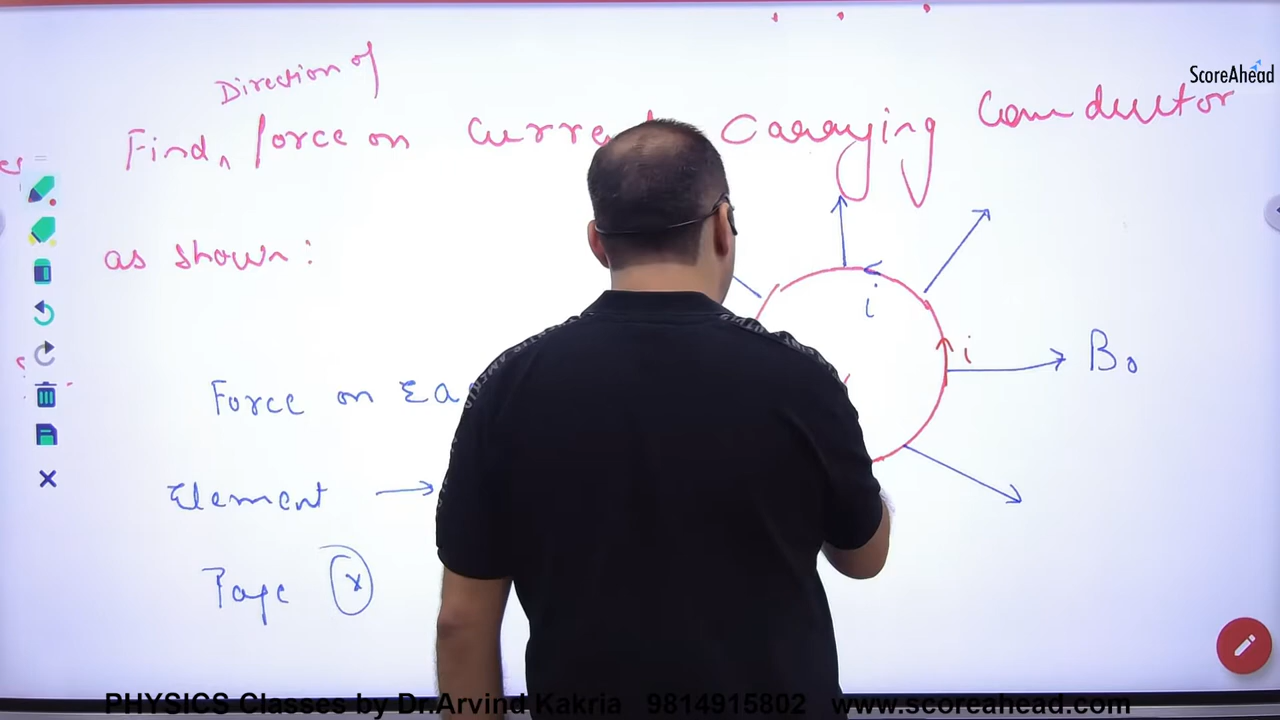 ScoreAhead
Direction of
Find, force on Carrying Conductor
as shown:
i
i
B₀
Force on Ea
Element →
Page ⓧ
PHYSICS Classes by Dr.Arvind Kakria 9814915802 www.scoreahead.com